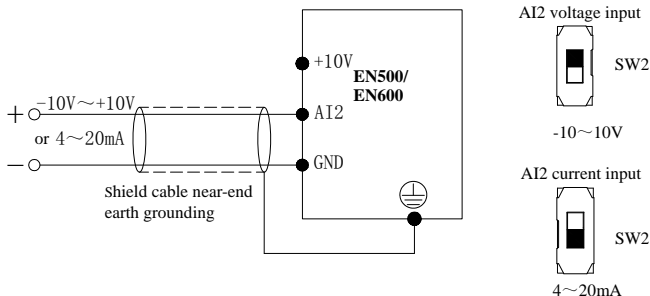 +10V
EN500/
EN600
+ -10V～+10V
AI2
or 4～20mA
- GND
Shield cable near-end
earth grounding
AI2 voltage input
SW2
-10～10V
AI2 current input
SW2
4～20mA